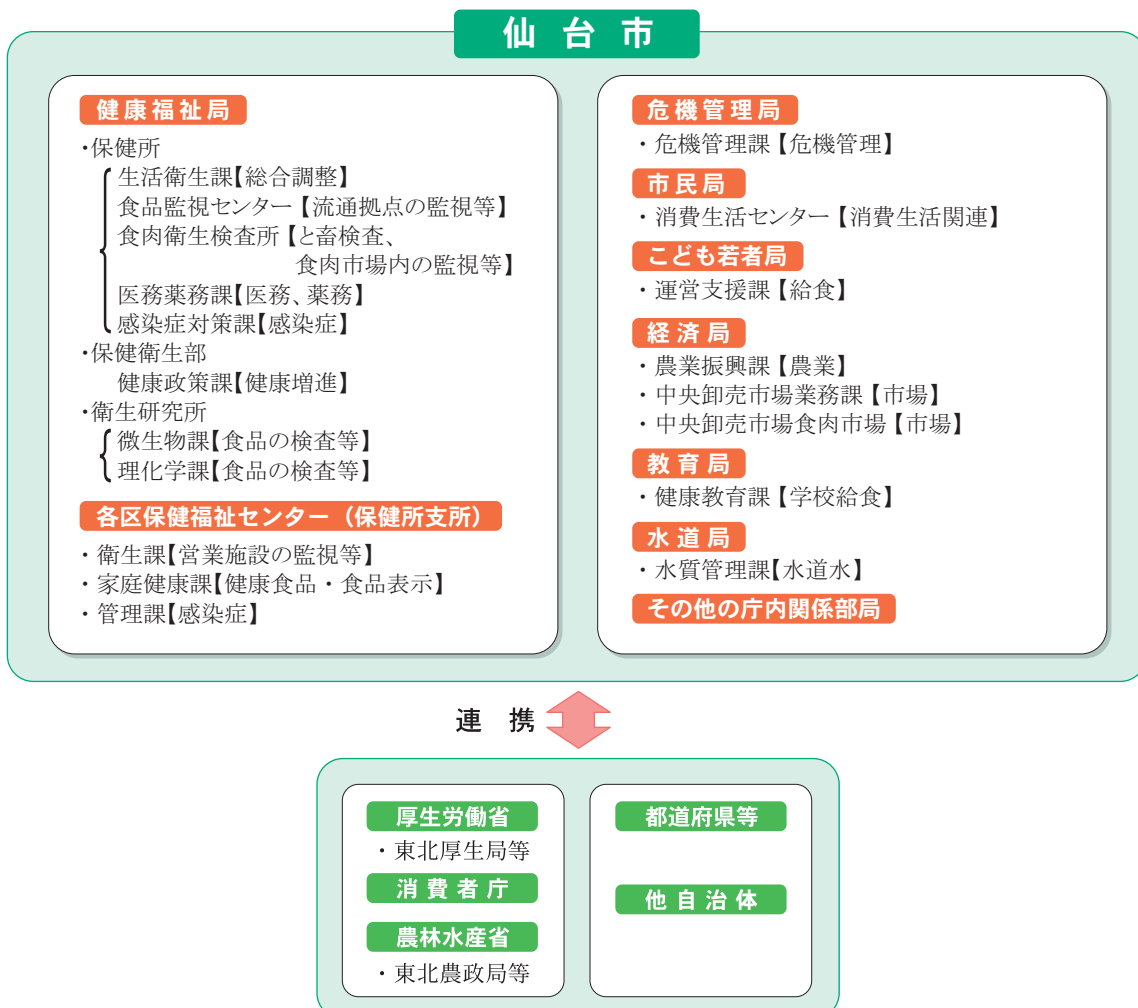 仙台市
健康福祉局
・保健所
生活衛生課【総合調整】
食品監視センター【流通拠点の監視等】
食肉衛生検査所【と畜検査、
食肉市場内の監視等】
医務薬務課【医務、薬務】
感染症対策課【感染症】
・保健衛生部
健康政策課【健康増進】
・衛生研究所
微生物課【食品の検査等】
理化学課【食品の検査等】
各区保健福祉センター（保健所支所）
・衛生課【営業施設の監視等】
・家庭健康課【健康食品・食品表示】
・管理課【感染症】
危機管理局
・危機管理課【危機管理】
市民局
・消費生活センター【消費生活関連】
こども若者局
・運営支援課【給食】
経済局
・農業振興課【農業】
・中央卸売市場業務課【市場】
・中央卸売市場食肉市場【市場】
教育局
・健康教育課【学校給食】
水道局
・水質管理課【水道水】
その他の庁内関係部局
連携
厚生労働省
・東北厚生局等
消費者庁
農林水産省
・東北農政局等
都道府県等
他自治体